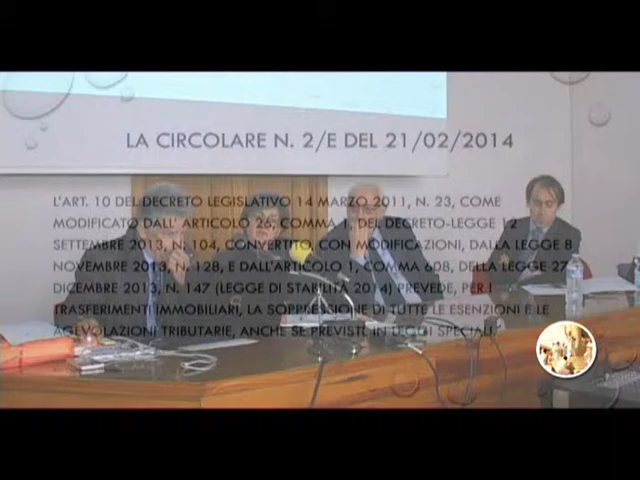 LA CIRCOLARE N. 2/E DEL 21/02/2014
L'ART. 10 DEL DECRETO LEGISLATIVO 14 MARZO 2011, N. 23, COME
MODIFICATO DALL' ARTICOLO 26, COMMA 1, DEL DECRETO-LEGGE 12
SETTEMBRE 2013, N. 104, CONVERTITO, CON MODIFICAZIONI, DALLA LEGGE 8
NOVEMBRE 2013, N. 128, E DALL'ARTICOLO 1, COMMA 608, DELLA LEGGE 27
DICEMBRE 2013, N. 147 (LEGGE DI STABILITÀ 2014) PREVEDE, PER I
TRASFERIMENTI IMMOBILIARI, LA SOPPRESSIONE DI TUTTE LE ESENZIONI E LE
AGEVOLAZIONI TRIBUTARIE, ANCHE SE PREVISTE IN LEGGI SPECIALI.